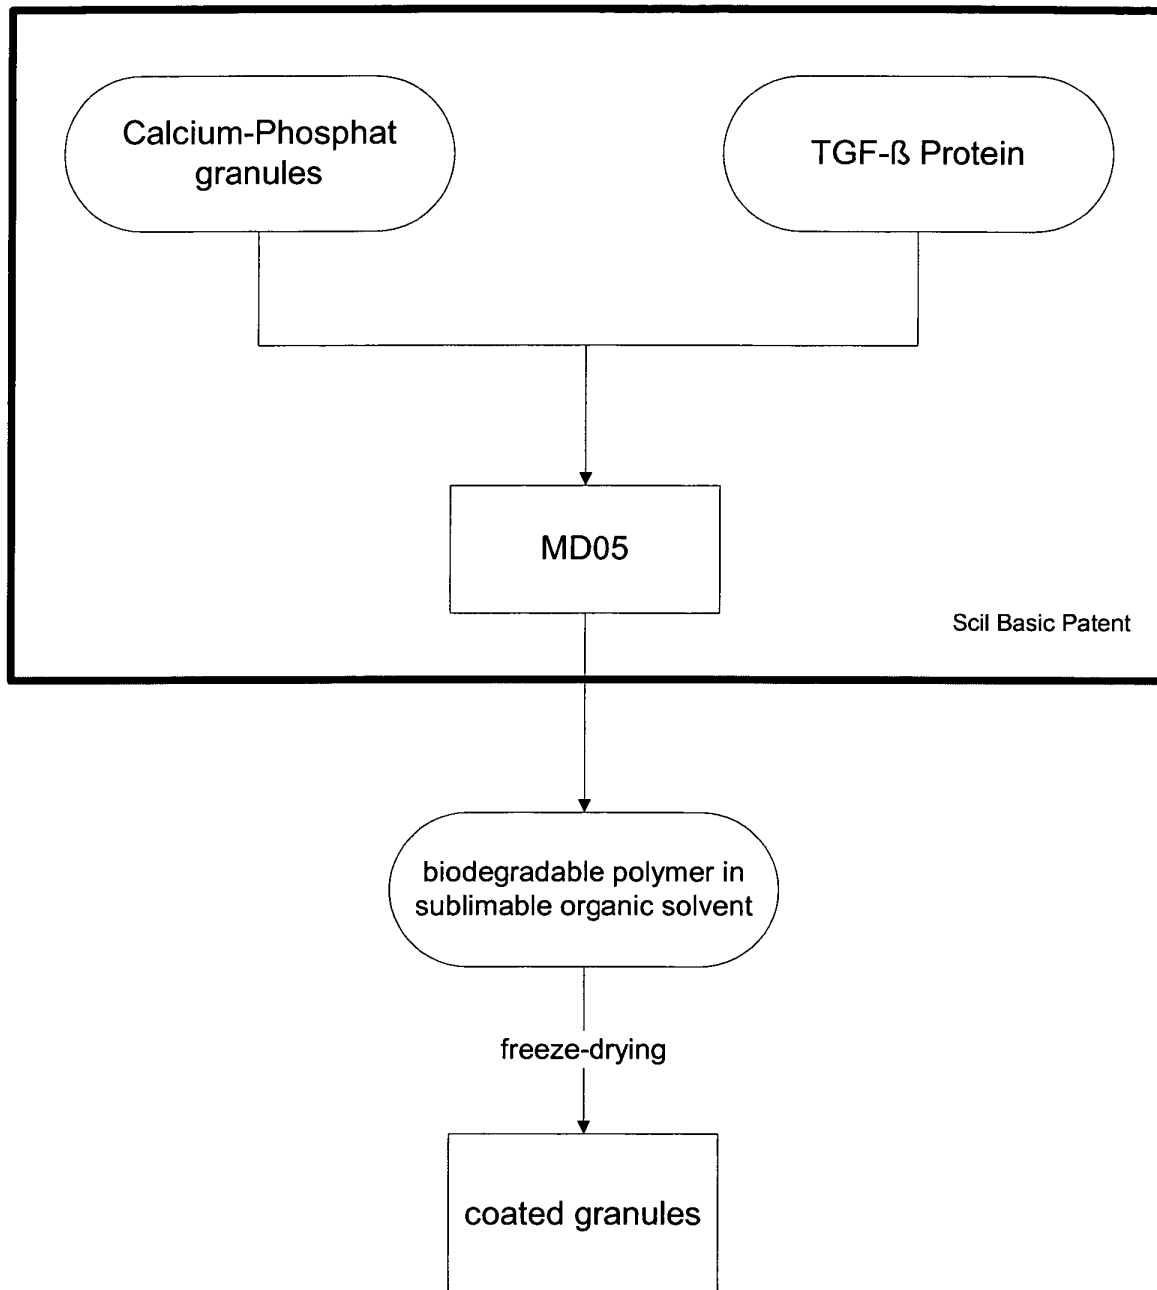 Calcium-Phosphat
granules
TGF-ß Protein
MD05
Scil Basic Patent
biodegradable polymer in
sublimable organic solvent
freeze-drying
coated granules